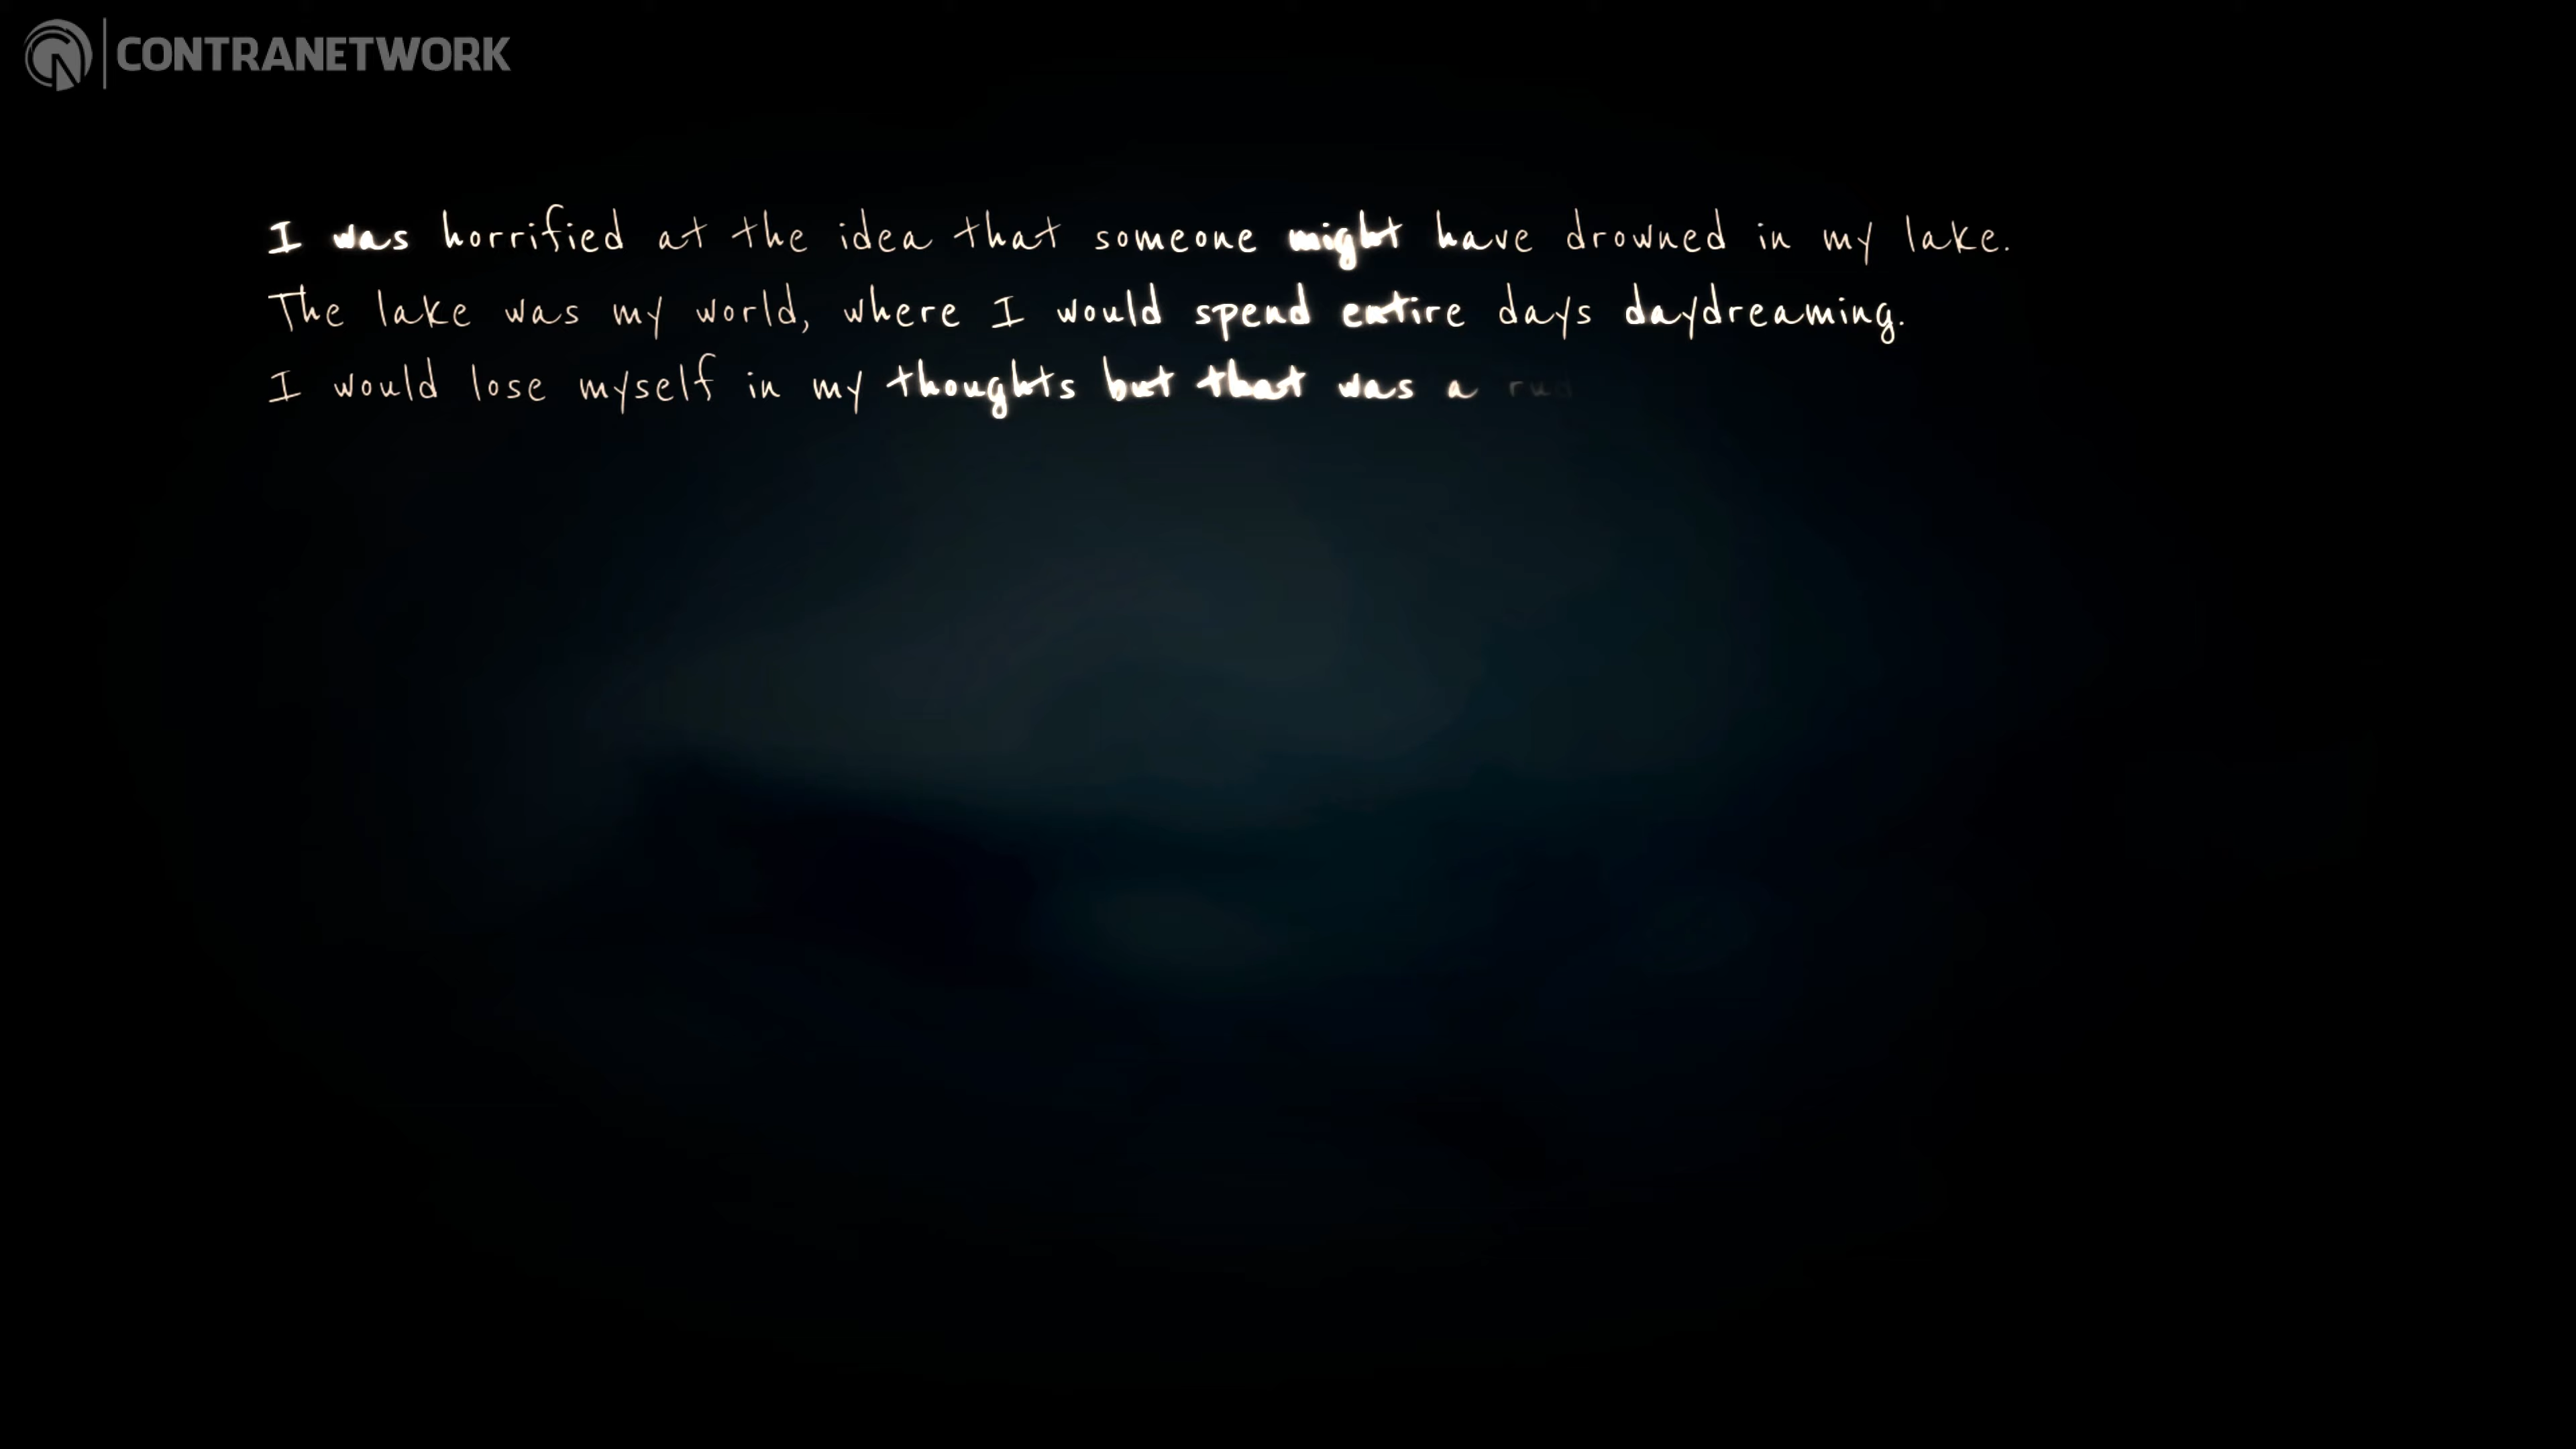 CONTRANETWORK
I was horrified at the idea that someone might have drowned in my lake.
The lake was my world, where I would spend entire days daydreaming.
I would lose myself in my thoughts but that was a